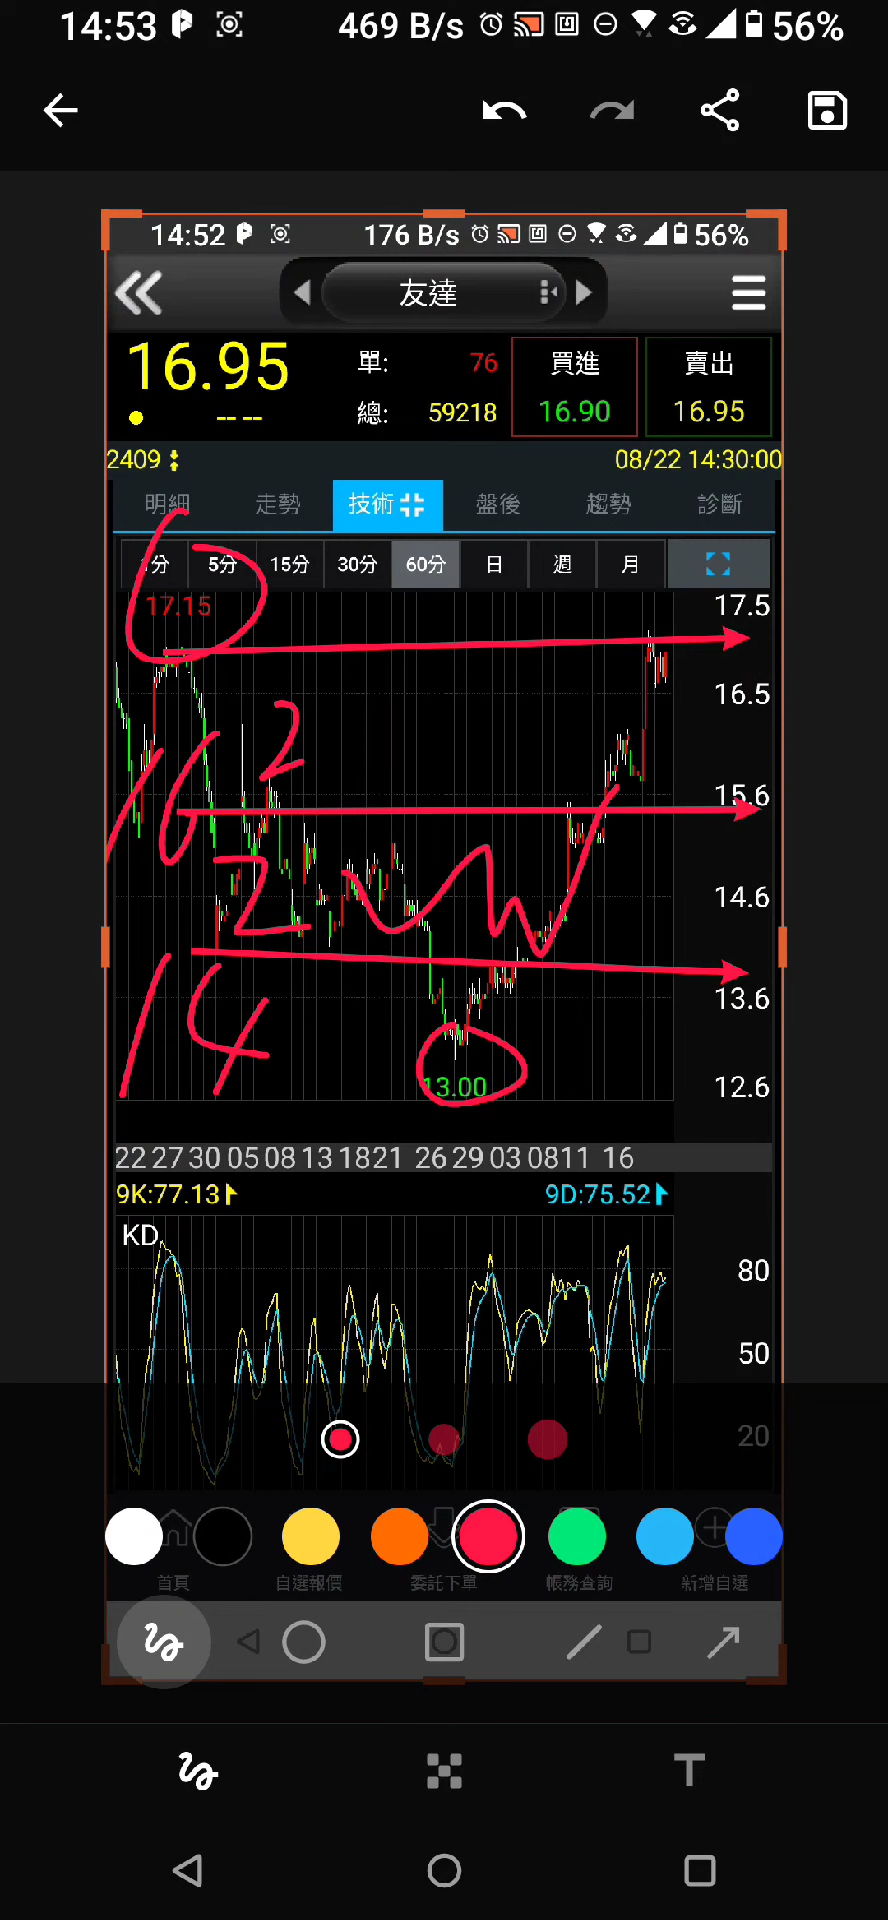 14:53 469 B/s 56%
14:52 176 B/s 56%
友達
16.95 單: 76 買進 賣出
-- -- 總: 59218 16.90 16.95
2409 08/22 14:30:00
明細 走勢 技術 盤後 趨勢 診斷
分 5分 15分 30分 60分 日 週 月
17.15 17.5
16.5
2
15.6
16
2
14.6
14
13.6
13.00 12.6
22 27 30 05 08 13 18 21 26 29 03 08 11 16
9K:77.13 9D:75.52
KD
80
50
20
首頁 自選報價 委託下單 帳務查詢 新增自選
T